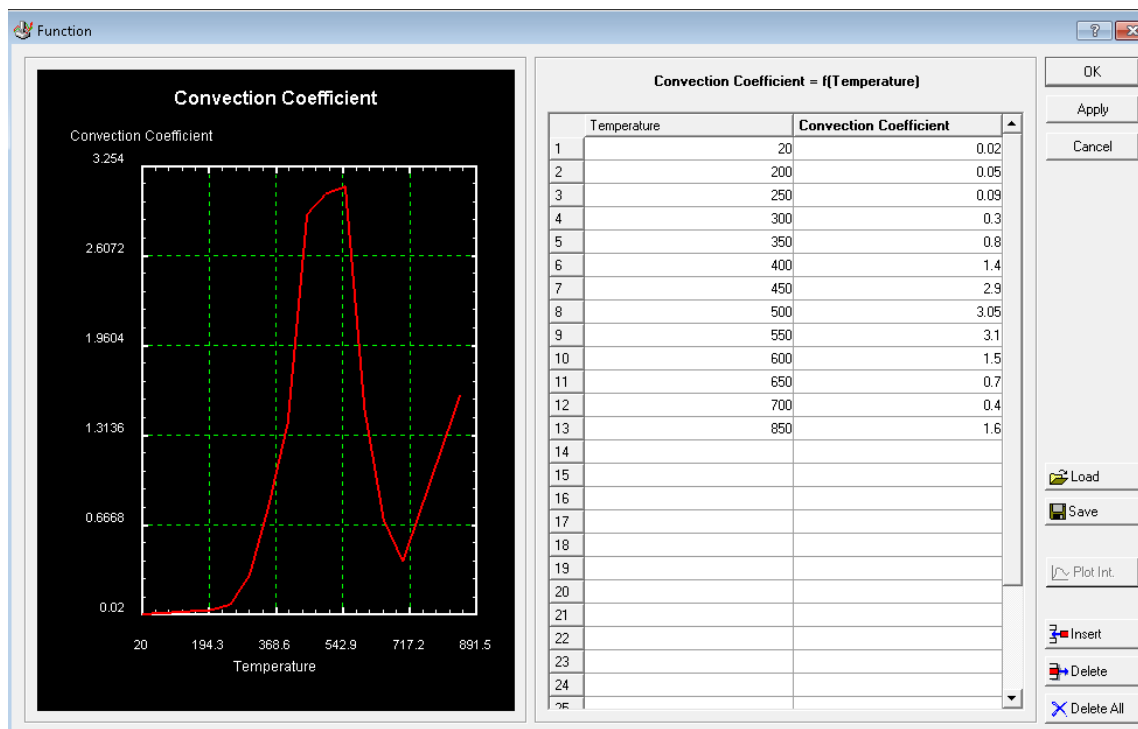 Function
Convection Coefficient
Convection Coefficient
3.254
2.6072
1.9604
1.3136
0.6668
0.02
20 194.3 368.6 542.9 717.2 891.5
Temperature
Convection Coefficient = f(Temperature)
Temperature Convection Coefficient
1 20 0.02
2 200 0.05
3 250 0.09
4 300 0.3
5 350 0.8
6 400 1.4
7 450 2.9
8 500 3.05
9 550 3.1
10 600 1.5
11 650 0.7
12 700 0.4
13 850 1.6
14
15
16
17
18
19
20
21
22
23
24
25
OK
Apply
Cancel
Load
Save
Plot Int.
Insert
Delete
Delete All